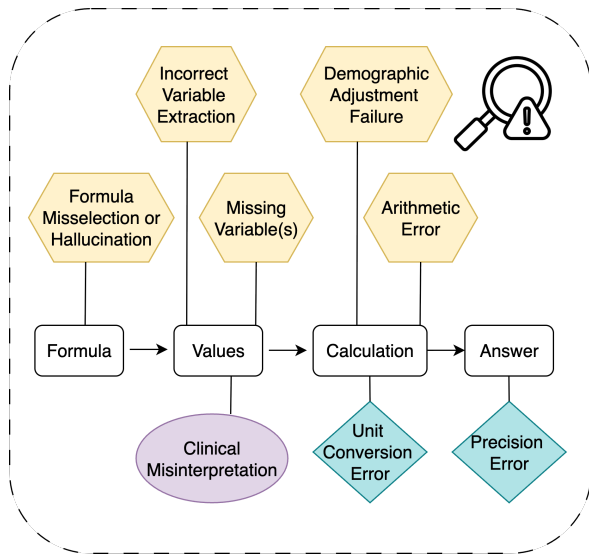 Incorrect
Variable
Extraction
Demographic
Adjustment
Failure
Formula
Misselection or
Hallucination
Missing
Variable(s)
Arithmetic
Error
Formula
Values
Calculation
Answer
Clinical
Misinterpretation
Unit
Conversion
Error
Precision
Error